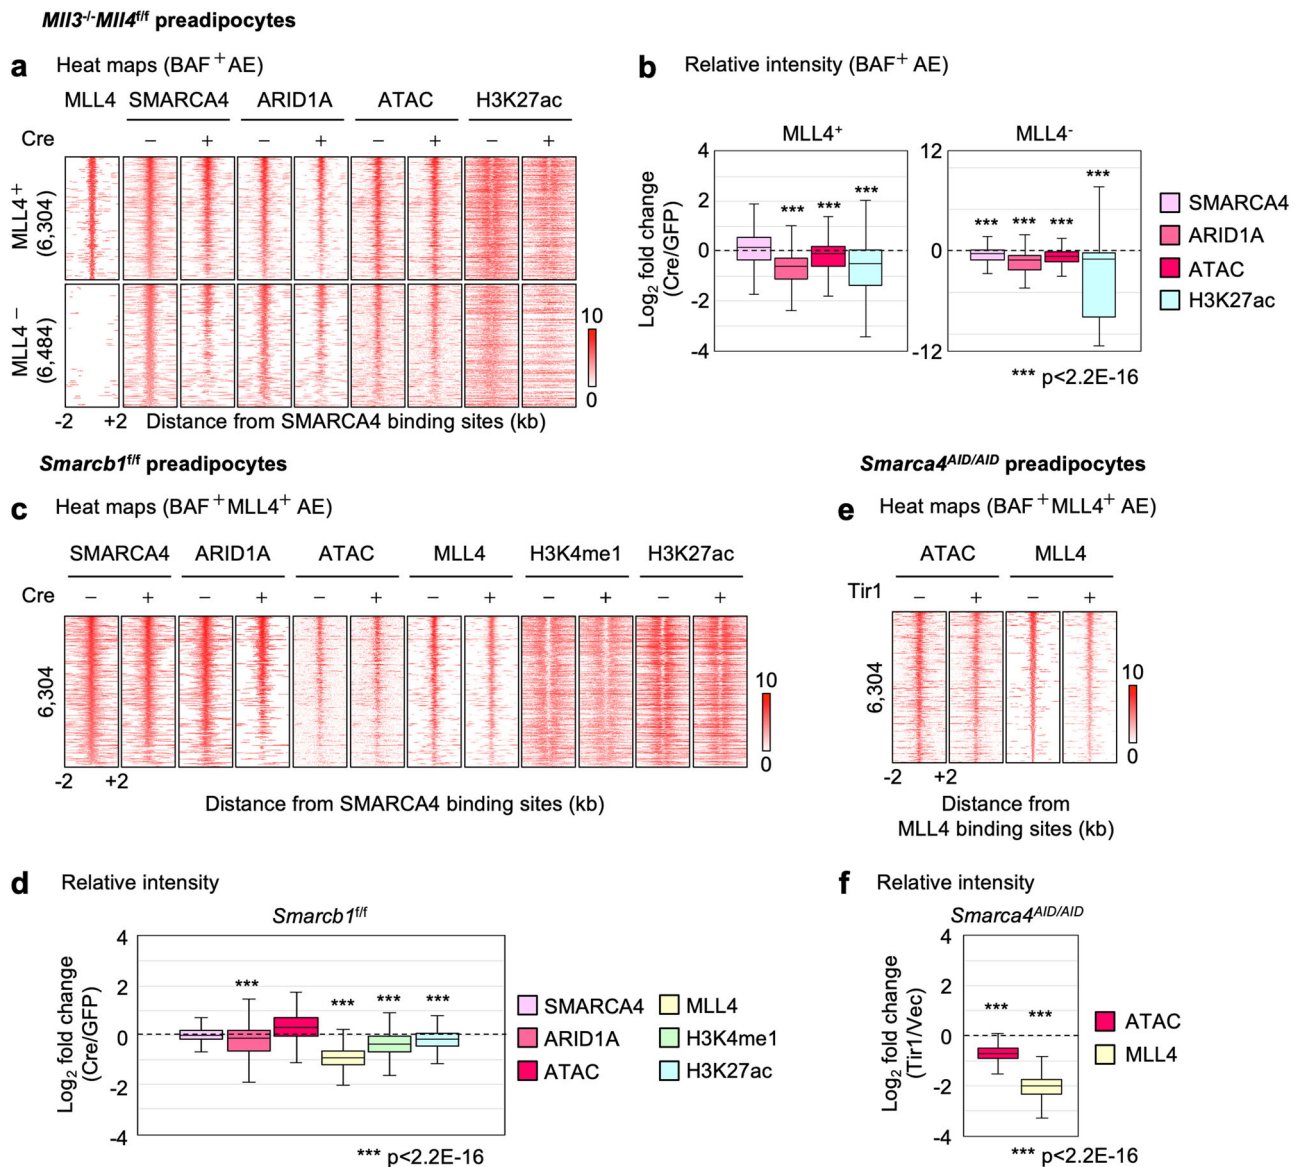 Mll3-/-Mll4f/f preadipocytes
a Heat maps (BAF+ AE)
MLL4 SMARCA4 ARID1A ATAC H3K27ac
Cre − + − + − + − +
MLL4+
(6,304)
MLL4−
(6,484)
10
0
-2 +2 Distance from SMARCA4 binding sites (kb)
b Relative intensity (BAF+ AE)
MLL4+ MLL4-
Log2 fold change
(Cre/GFP)
4
2
0
-2
-4
12
0
-12
*** *** ***
*** *** *** ***
SMARCA4
ARID1A
ATAC
H3K27ac
*** p<2.2E-16
Smarcb1f/f preadipocytes
c Heat maps (BAF+MLL4+ AE)
SMARCA4 ARID1A ATAC MLL4 H3K4me1 H3K27ac
Cre − + − + − + − + − + − +
6,304
10
0
-2 +2
Distance from SMARCA4 binding sites (kb)
Smarca4AID/AID preadipocytes
e Heat maps (BAF+MLL4+ AE)
ATAC MLL4
Tir1 − + − +
6,304
10
0
-2 +2
Distance from
MLL4 binding sites (kb)
d Relative intensity
Smarcb1f/f
Log2 fold change
(Cre/GFP)
4
2
0
-2
-4
*** *** *** ***
SMARCA4 MLL4
ARID1A H3K4me1
ATAC H3K27ac
*** p<2.2E-16
f Relative intensity
Smarca4AID/AID
Log2 fold change
(Tir1/Vec)
4
2
0
-2
-4
*** ***
ATAC
MLL4
*** p<2.2E-16